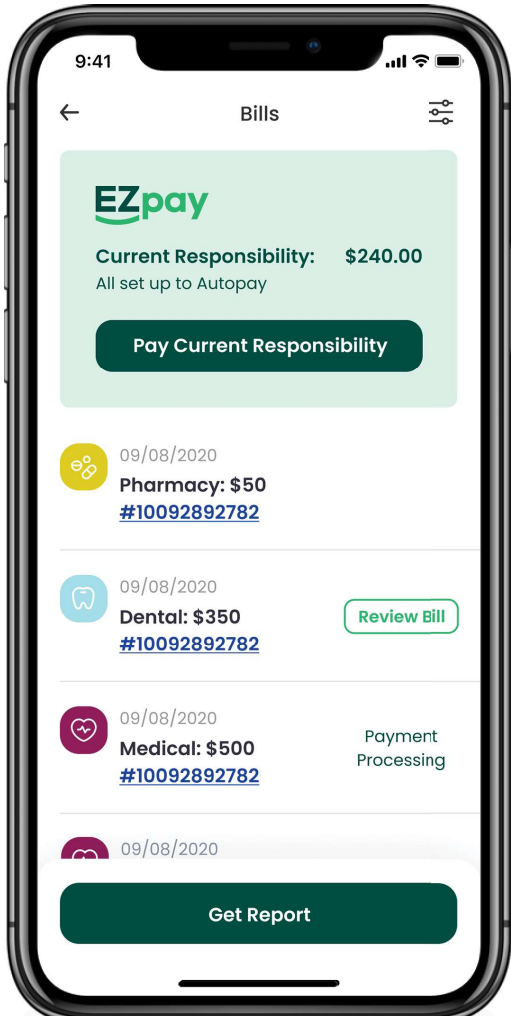 9:41
Bills
EZpay
Current Responsibility: $240.00
All set up to Autopay
Pay Current Responsibility
09/08/2020
Pharmacy: $50
#10092892782
09/08/2020
Dental: $350
#10092892782
Review Bill
09/08/2020
Medical: $500
#10092892782
Payment
Processing
09/08/2020
Get Report